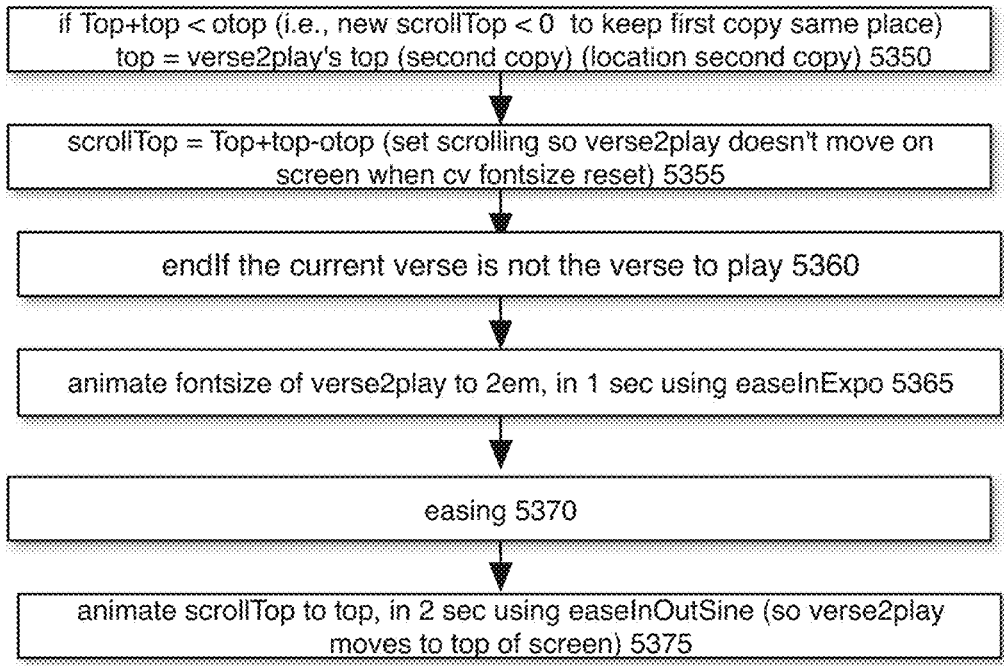 if Top+top < otop (i.e., new scrollTop < 0 to keep first copy same place)
top = verse2play's top (second copy) (location second copy) 5350
scrollTop = Top+top-otop (set scrolling so verse2play doesn't move on
screen when cv fontsize reset) 5355
endIf the current verse is not the verse to play 5360
animate fontsize of verse2play to 2em, in 1 sec using easeInExpo 5365
easing 5370
animate scrollTop to top, in 2 sec using easeInOutSine (so verse2play
moves to top of screen) 5375